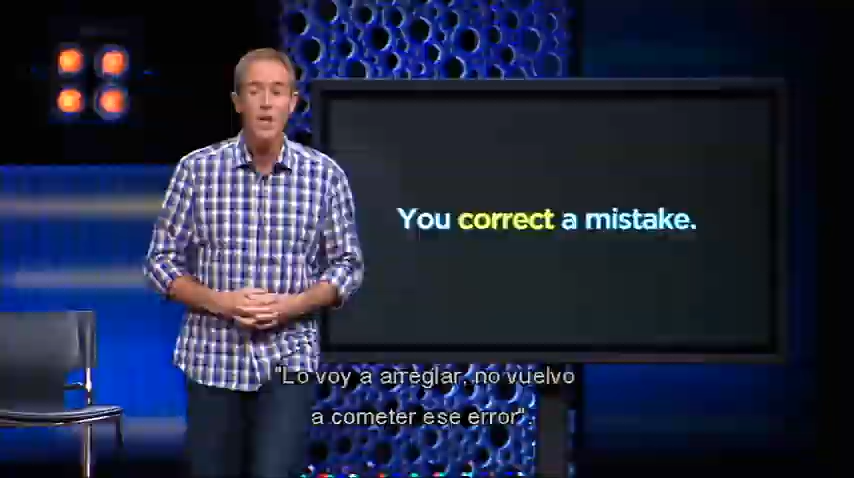 You correct a mistake.
"Lo voy a arreglar, no vuelvo
a cometer ese error".